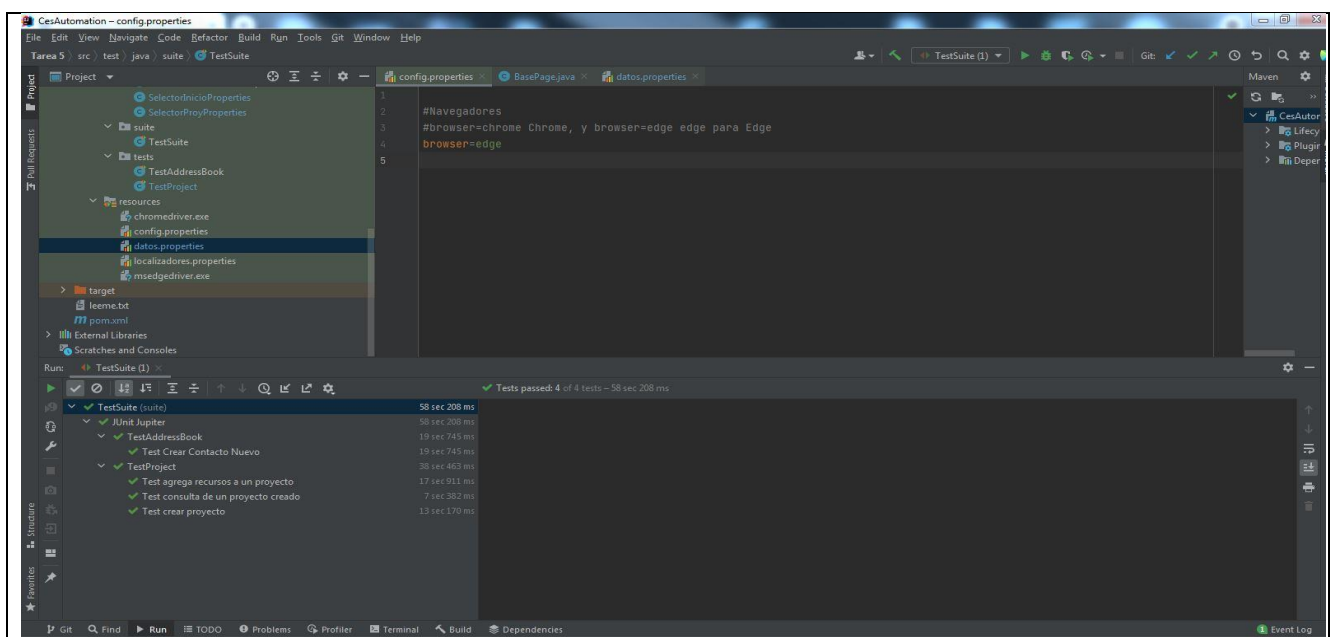 CesAutomation – config.properties
File Edit View Navigate Code Refactor Build Run Tools Git Window Help
Tarea 5 src test java suite TestSuite
TestSuite (1)
Git:
Project
config.properties
BasePage.java
datos.properties
Maven
SelectorInicioProperties
SelectorProyProperties
suite
TestSuite
tests
TestAddressBook
TestProject
resources
chromedriver.exe
config.properties
datos.properties
localizadores.properties
msedgedriver.exe
target
leeme.txt
pom.xml
External Libraries
Scratches and Consoles
1
2 #Navegadores
3 #browser=chrome Chrome, y browser=edge edge para Edge
4 browser=edge
5
CesAutor
Lifecy
Plugir
Deper
Project
Pull Requests
Structure
Favorites
Run: TestSuite (1)
Tests passed: 4 of 4 tests – 58 sec 208 ms
TestSuite (suite) 58 sec 208 ms
JUnit Jupiter 58 sec 208 ms
TestAddressBook 19 sec 745 ms
Test Crear Contacto Nuevo 19 sec 745 ms
TestProject 38 sec 463 ms
Test agrega recursos a un proyecto 17 sec 911 ms
Test consulta de un proyecto creado 7 sec 382 ms
Test crear proyecto 13 sec 170 ms
Git Find Run TODO Problems Profiler Terminal Build Dependencies
1 Event Log